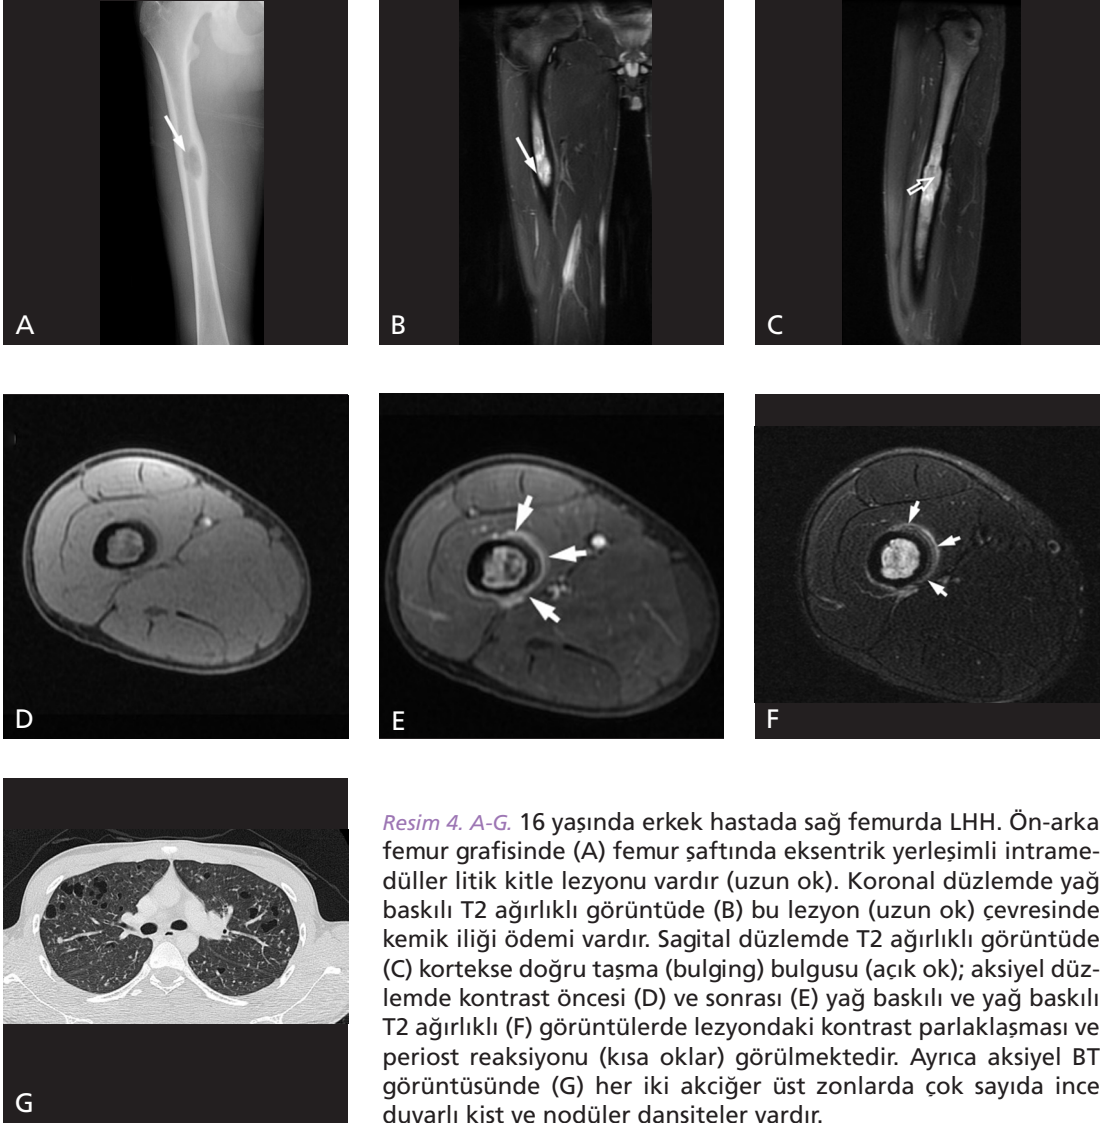 A
B
C
D
E
F
G
Resim 4. A-G. 16 yaşında erkek hastada sağ femurda LHH. Ön-arka
femur grafisinde (A) femur şaftında eksentrik yerleşimli intrame-
düller litik kitle lezyonu vardır (uzun ok). Koronal düzlemde yağ
baskılı T2 ağırlıklı görüntüde (B) bu lezyon (uzun ok) çevresinde
kemik iliği ödemi vardır. Sagital düzlemde T2 ağırlıklı görüntüde
(C) kortekse doğru taşma (bulging) bulgusu (açık ok); aksiyel düz-
lemde kontrast öncesi (D) ve sonrası (E) yağ baskılı ve yağ baskılı
T2 ağırlıklı (F) görüntülerde lezyondaki kontrast parlaklaşması ve
periost reaksiyonu (kısa oklar) görülmektedir. Ayrıca aksiyel BT
görüntüsünde (G) her iki akciğer üst zonlarda çok sayıda ince
duvarlı kist ve nodüler dansiteler vardır.